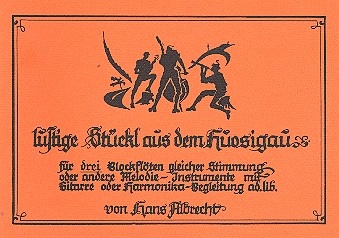 lustige Stückl aus dem Huosigau
für drei Blockflöten gleicher Stimmung
oder andere Melodie-Instrumente mit
Gitarre oder Harmonika-Begleitung ad. lib.
von Hans Albrecht